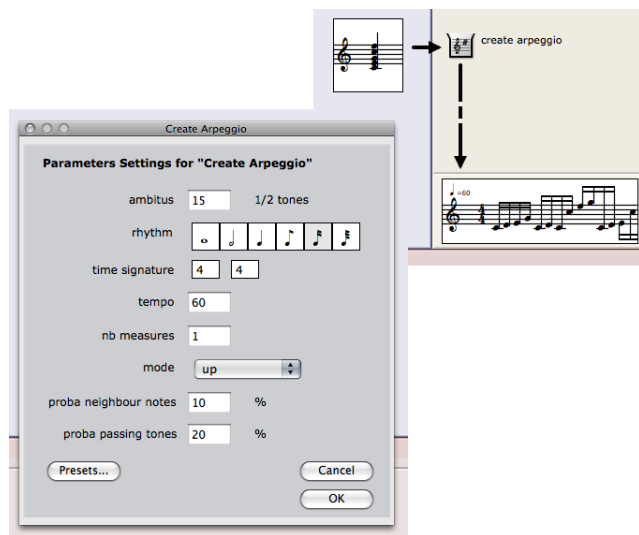 create arpeggio
=60
4
4
Create Arpeggio
Parameters Settings for "Create Arpeggio"
ambitus 15 1/2 tones
rhythm
time signature 4 4
tempo 60
nb measures 1
mode up
proba neighbour notes 10 %
proba passing tones 20 %
Presets... Cancel
OK